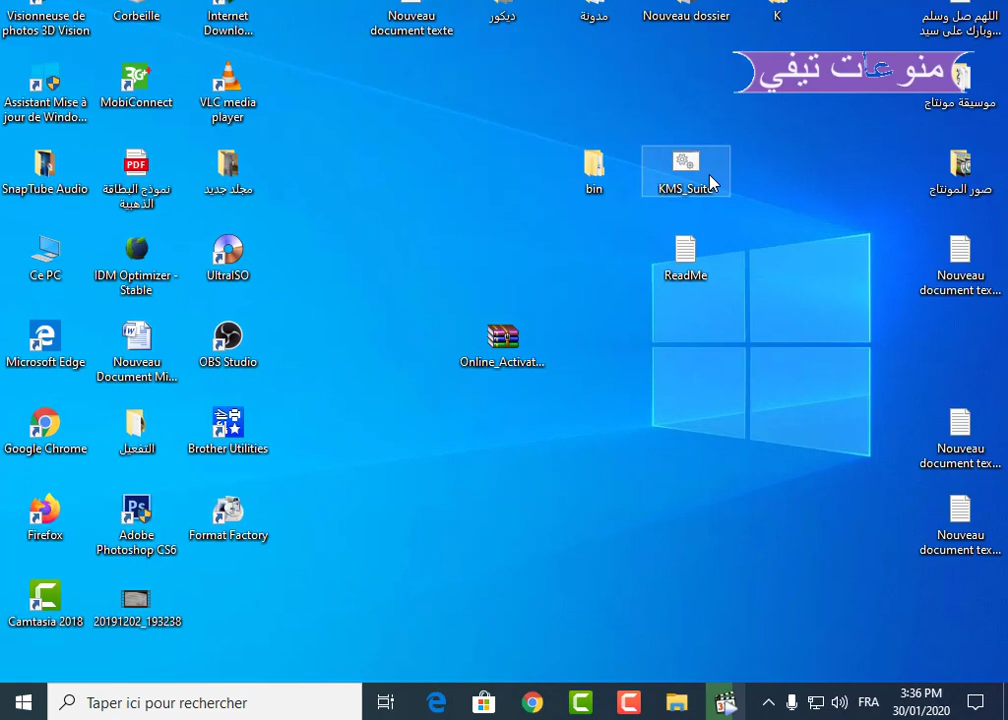 Visionneuse de
photos 3D Vision
Corbeille
Internet
Downlo...
Nouveau
document texte
ديكور
مدونة
Nouveau dossier
K
اللهم صل وسلم
وبارك على سيد...
منوعات تيفي
Assistant Mise à
jour de Windo...
MobiConnect
VLC media
player
موسيقة مونتاج
SnapTube Audio
نموذج البطاقة
الذهبية
مجلد جديد
bin
KMS_Suite
صور المونتاج
Ce PC
IDM Optimizer -
Stable
UltraISO
ReadMe
Nouveau
document tex...
Microsoft Edge
Nouveau
Document Mi...
OBS Studio
Online_Activat...
Google Chrome
التفعيل
Brother Utilities
Nouveau
document tex...
Firefox
Adobe
Photoshop CS6
Format Factory
Nouveau
document tex...
Camtasia 2018
20191202_193238
Taper ici pour rechercher
FRA
3:36 PM
30/01/2020